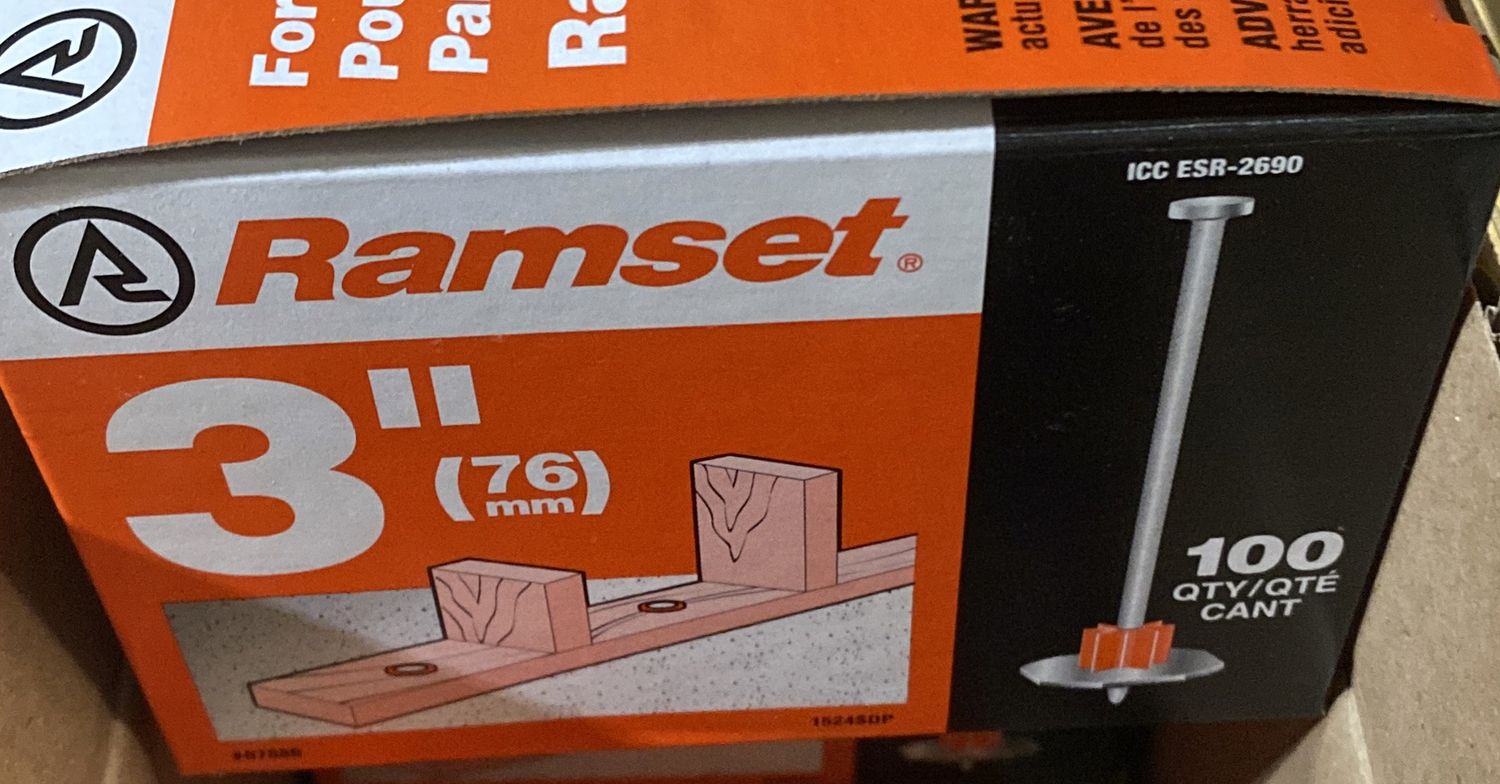 For
Pou
Pa
Ra
WAR
actu
AVE
de l'
des
ADV
herra
adici
Ramset®
3"
(76
mm)
ICC ESR-2690
100
QTY/QTÉ
CANT
1524SDP